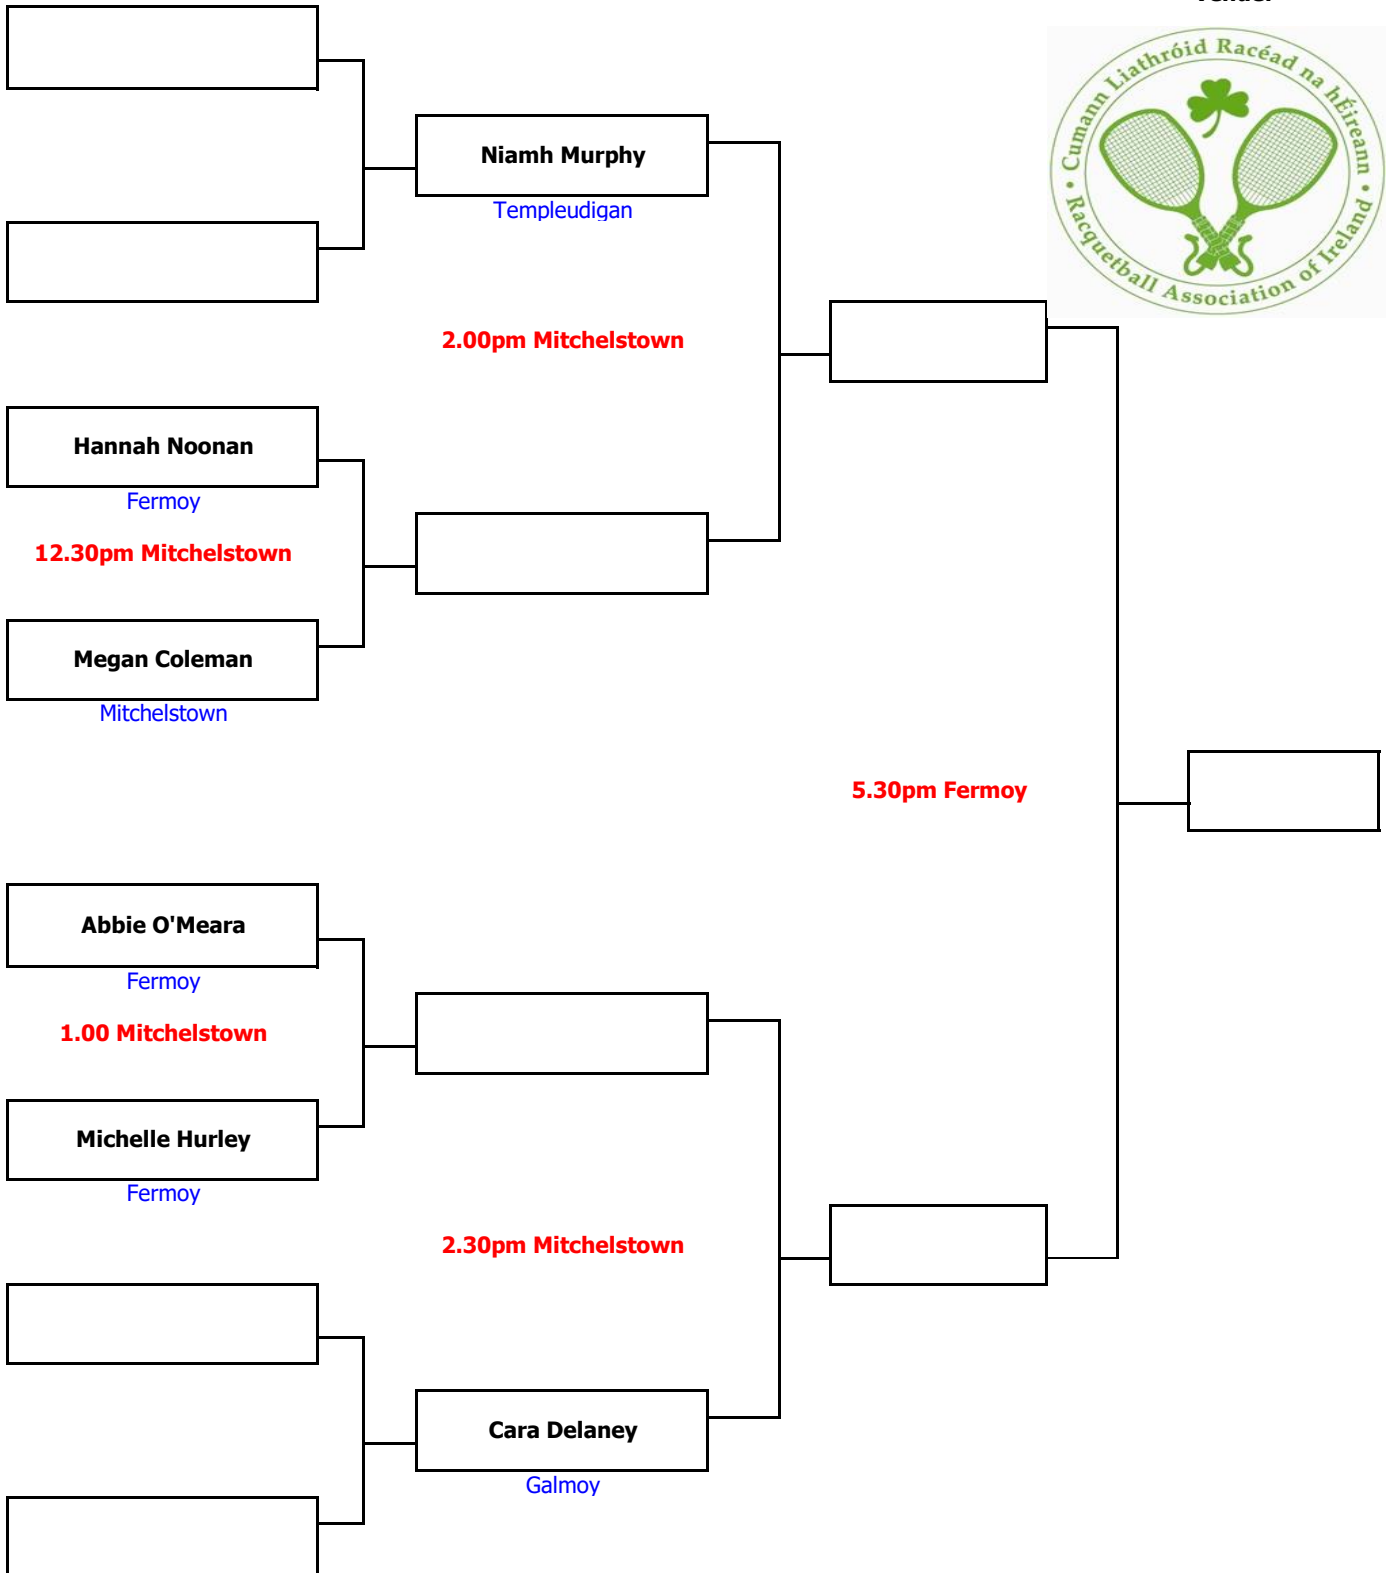 Cumann Liathróid Racéad na hÉireann
Racquetball Association of Ireland
Niamh Murphy
Templeudigan
2.00pm Mitchelstown
Hannah Noonan
Fermoy
12.30pm Mitchelstown
Megan Coleman
Mitchelstown
5.30pm Fermoy
Abbie O'Meara
Fermoy
1.00 Mitchelstown
Michelle Hurley
Fermoy
2.30pm Mitchelstown
Cara Delaney
Galmoy